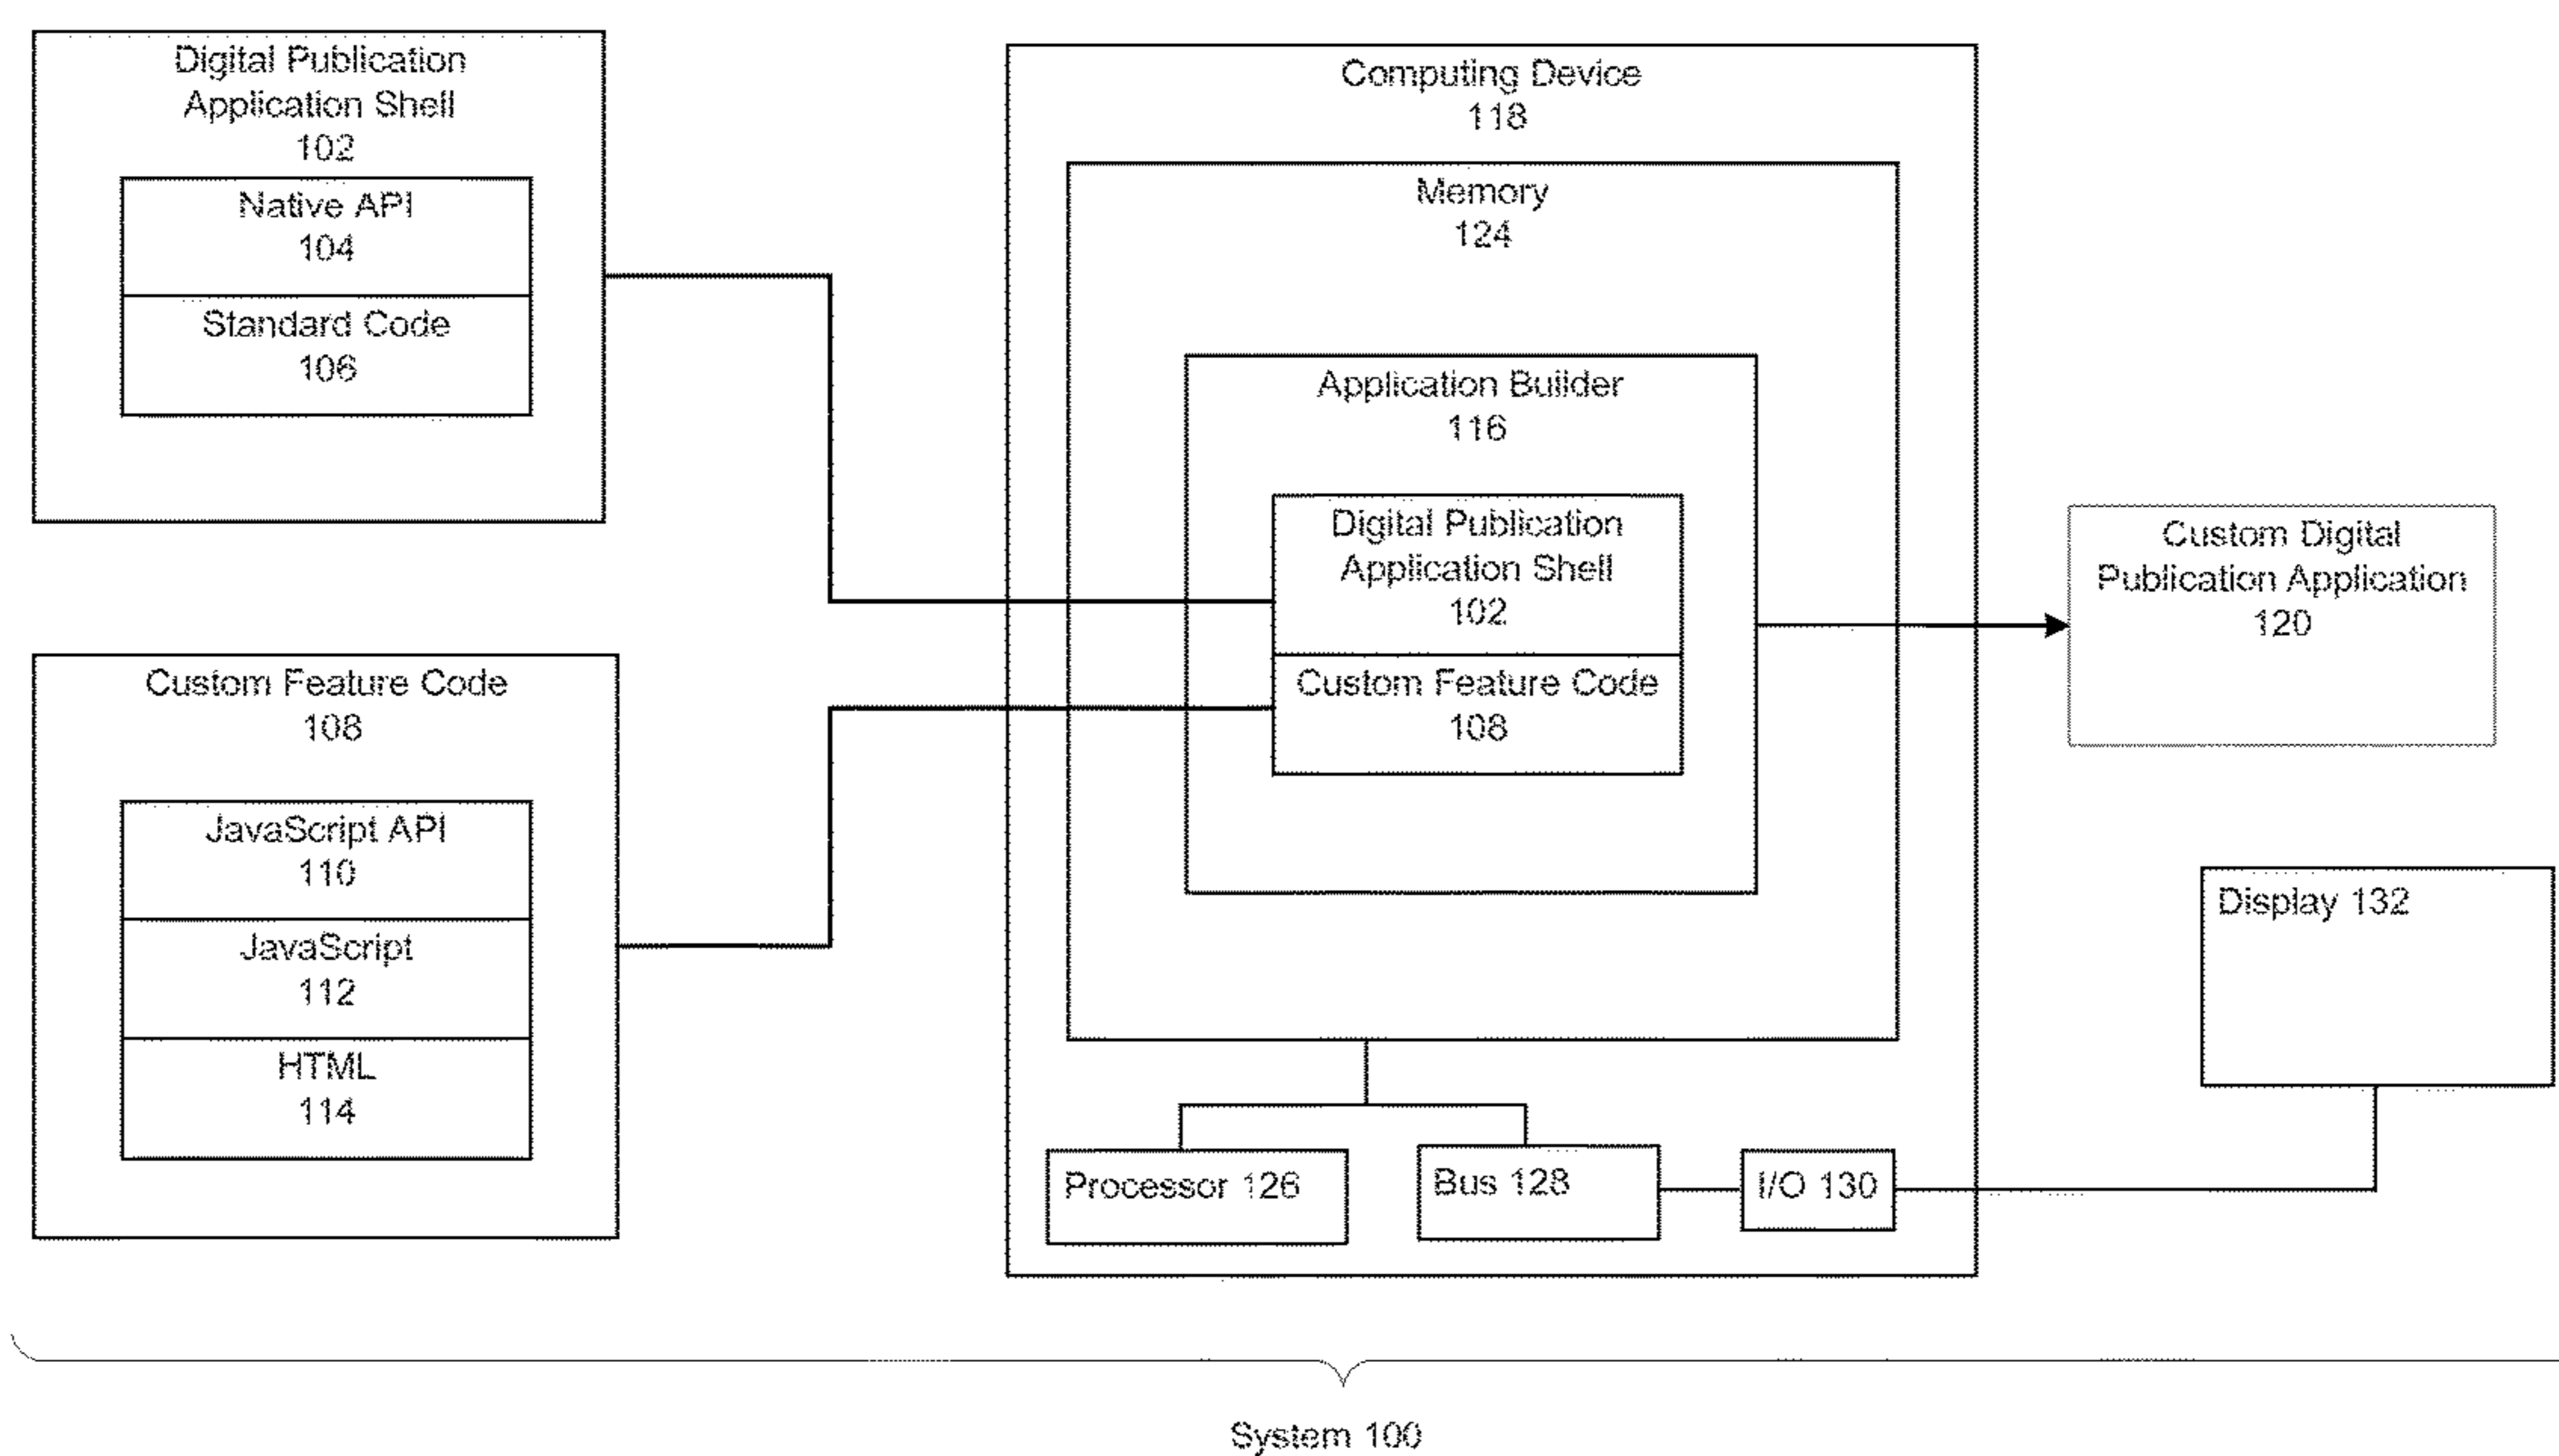 Digital Publication
Application Shell
102
Native API
104
Standard Code
106
Custom Feature Code
108
JavaScript API
110
JavaScript
112
HTML
114
Computing Device
118
Memory
124
Application Builder
116
Digital Publication
Application Shell
102
Custom Feature Code
108
Processor 126
Bus 128
I/O 130
Custom Digital
Publication Application
120
Display 132
System 100